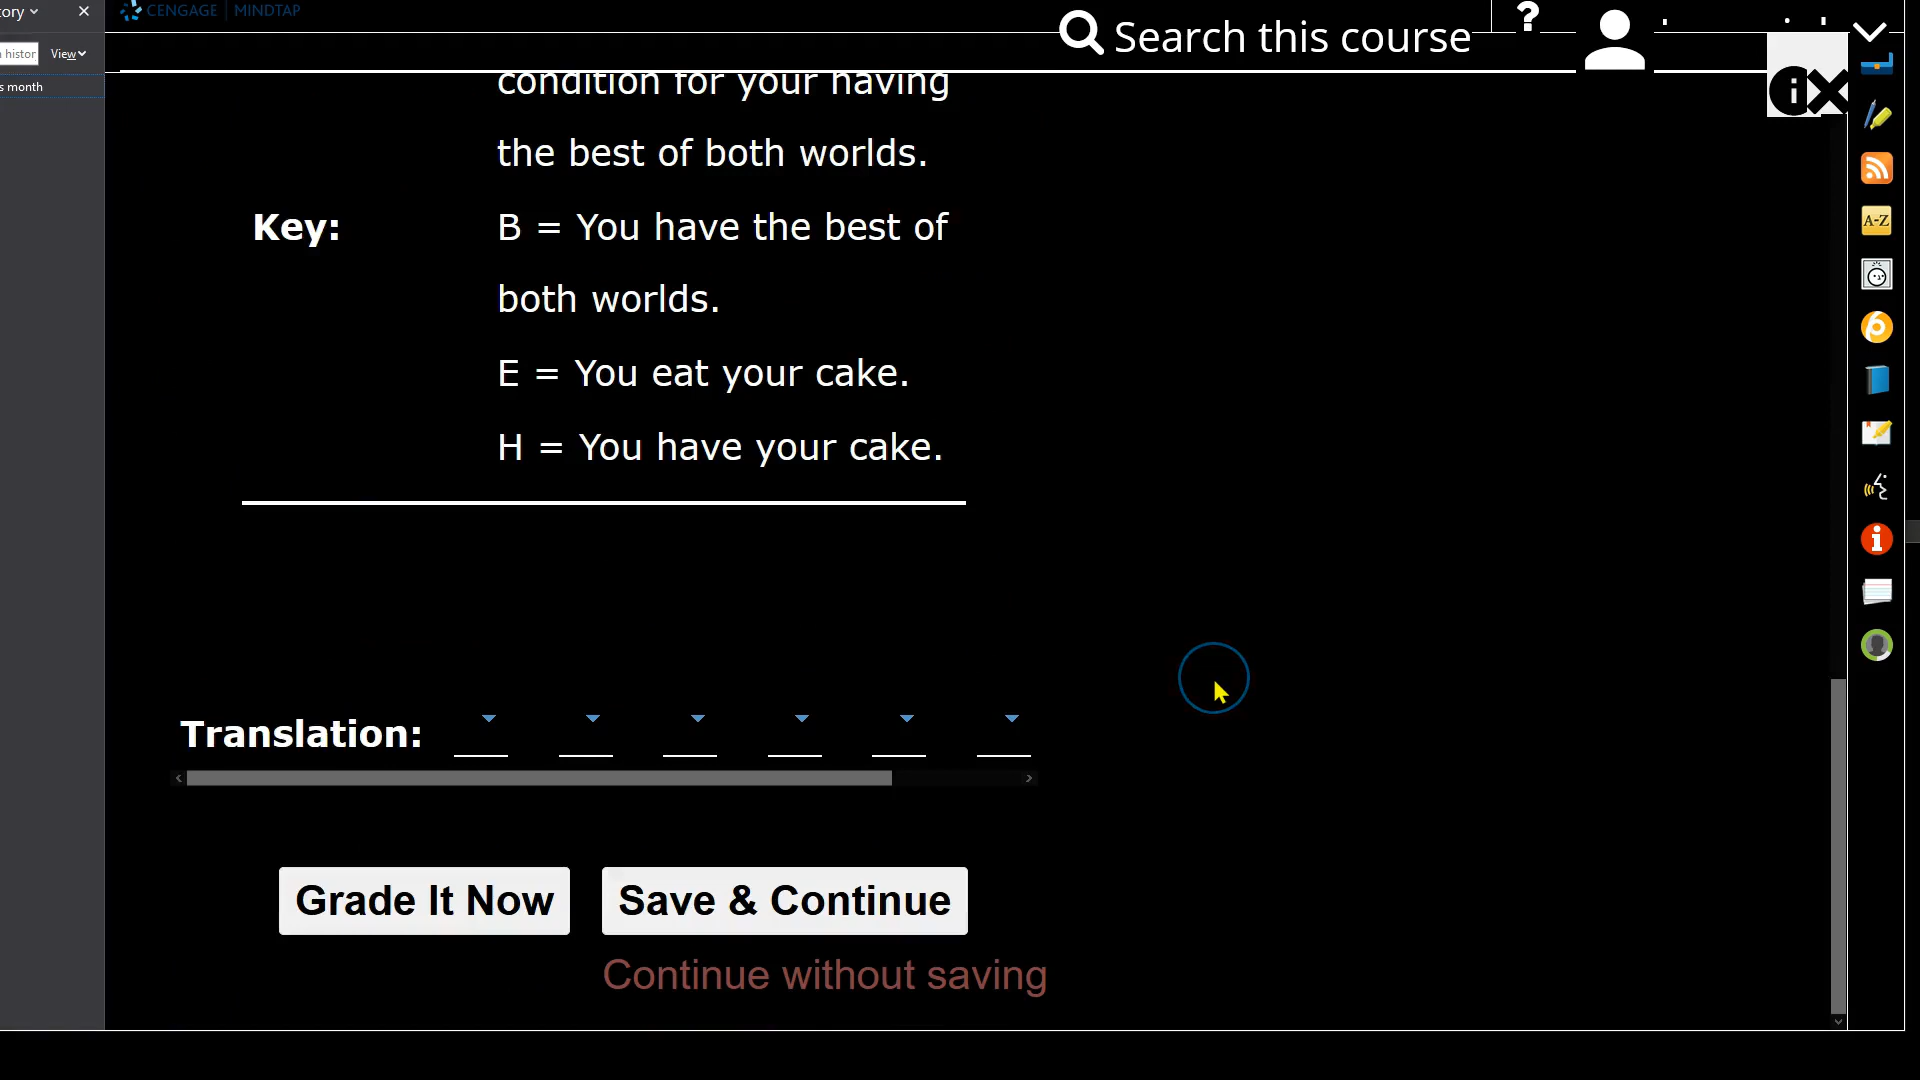 ory
CENGAGE | MINDTAP
?
Search this course
histor
View
s month
condition for your having
the best of both worlds.
Key:
B = You have the best of
both worlds.
E = You eat your cake.
H = You have your cake.
A-Z
Translation:
Grade It Now
Save & Continue
Continue without saving